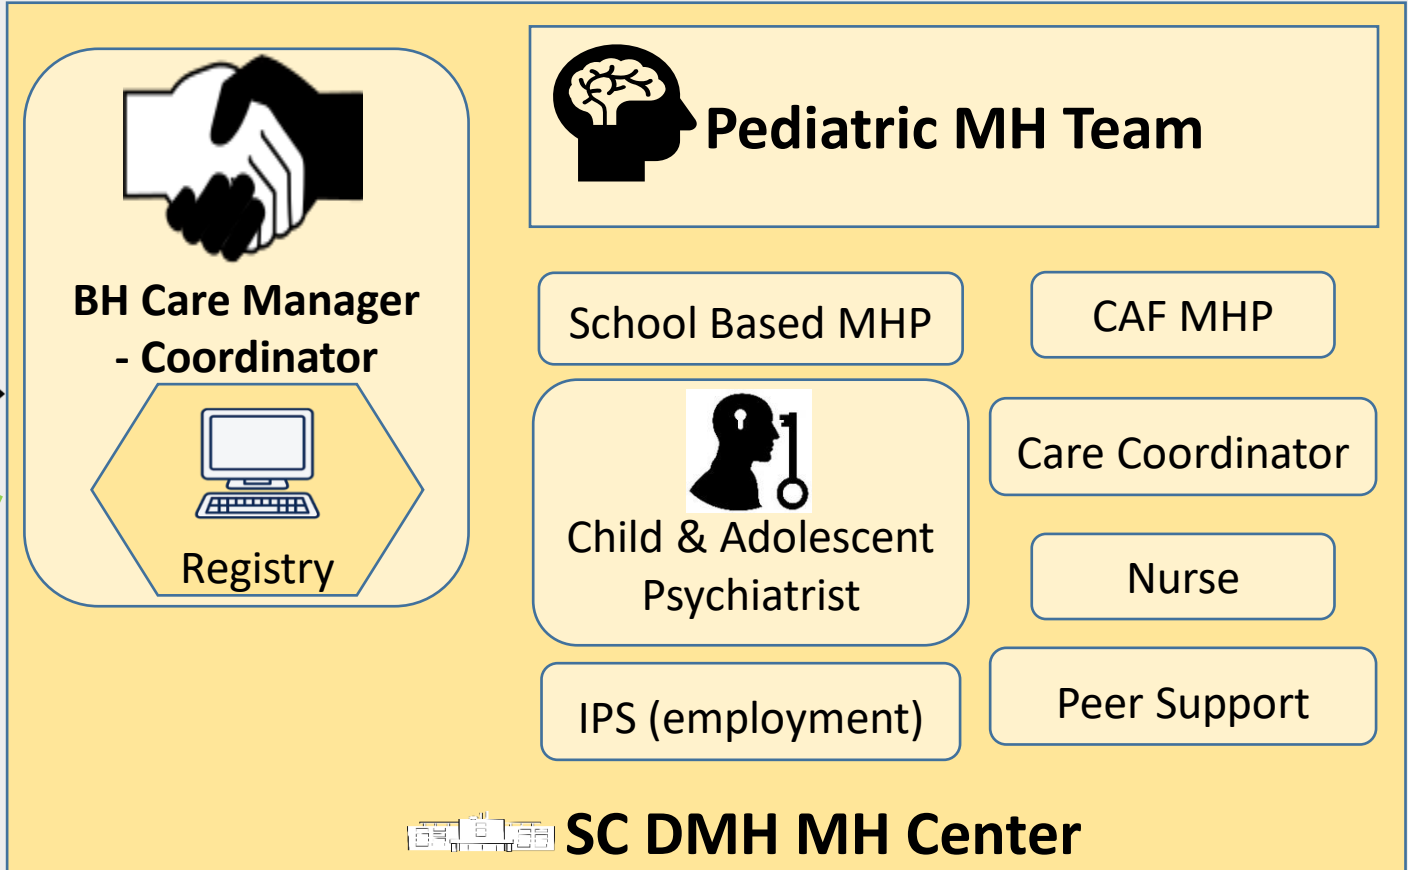 BH Care Manager
- Coordinator
Registry
Pediatric MH Team
School Based MHP
CAF MHP
Child & Adolescent
Psychiatrist
Care Coordinator
Nurse
IPS (employment)
Peer Support
SC DMH MH Center